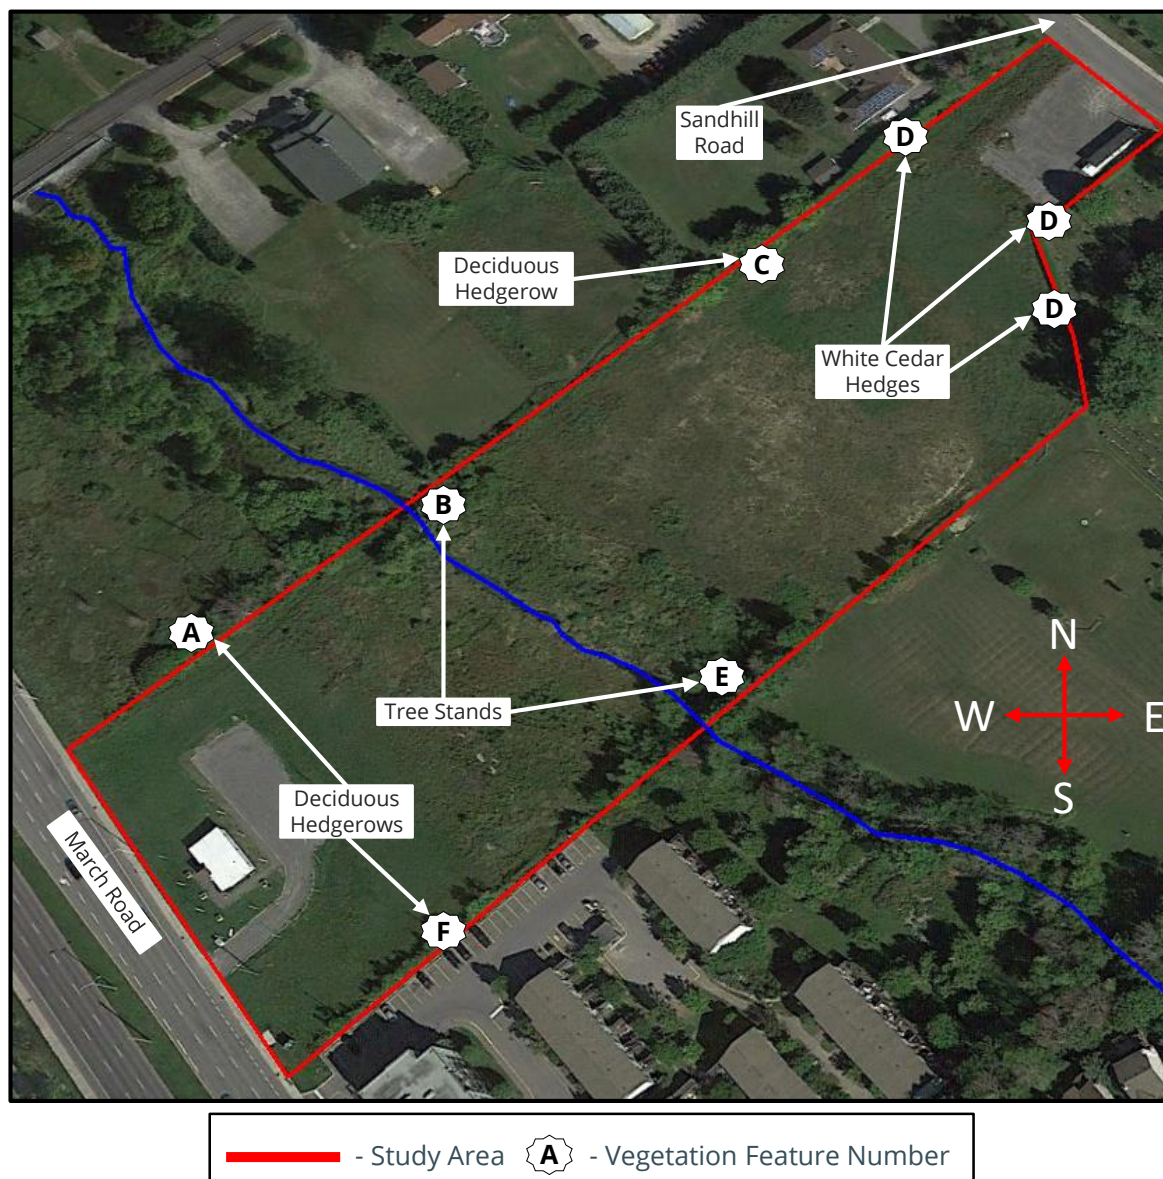 Sandhill
Road
D
D
Deciduous
Hedgerow
C
D
White Cedar
Hedges
B
A
N
E
Tree Stands
W
E
S
Deciduous
Hedgerows
March Road
F
- Study Area
A
- Vegetation Feature Number